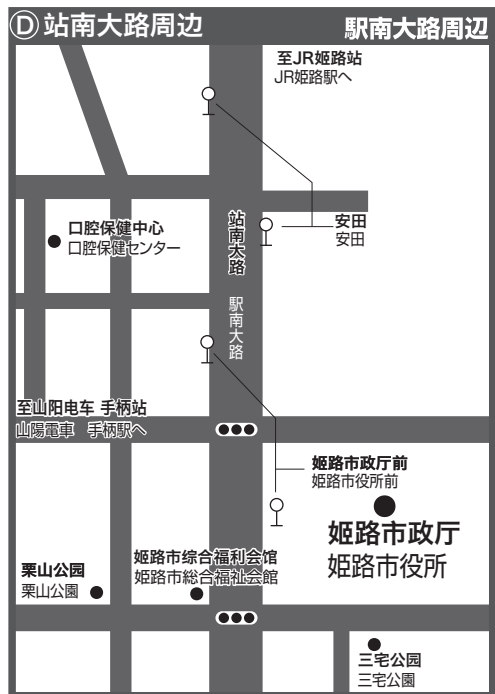 Ⓓ站南大路周边
駅南大路周辺
至JR姫路站
JR姫路駅へ
口腔保健中心
口腔保健センター
站南大路
駅南大路
安田
安田
至山阳电车 手柄站
山陽電車 手柄駅へ
姫路市政厅前
姫路市役所前
姫路市政厅
姫路市役所
姫路市综合福利会馆
姫路市総合福祉会館
栗山公园
栗山公園
三宅公园
三宅公園